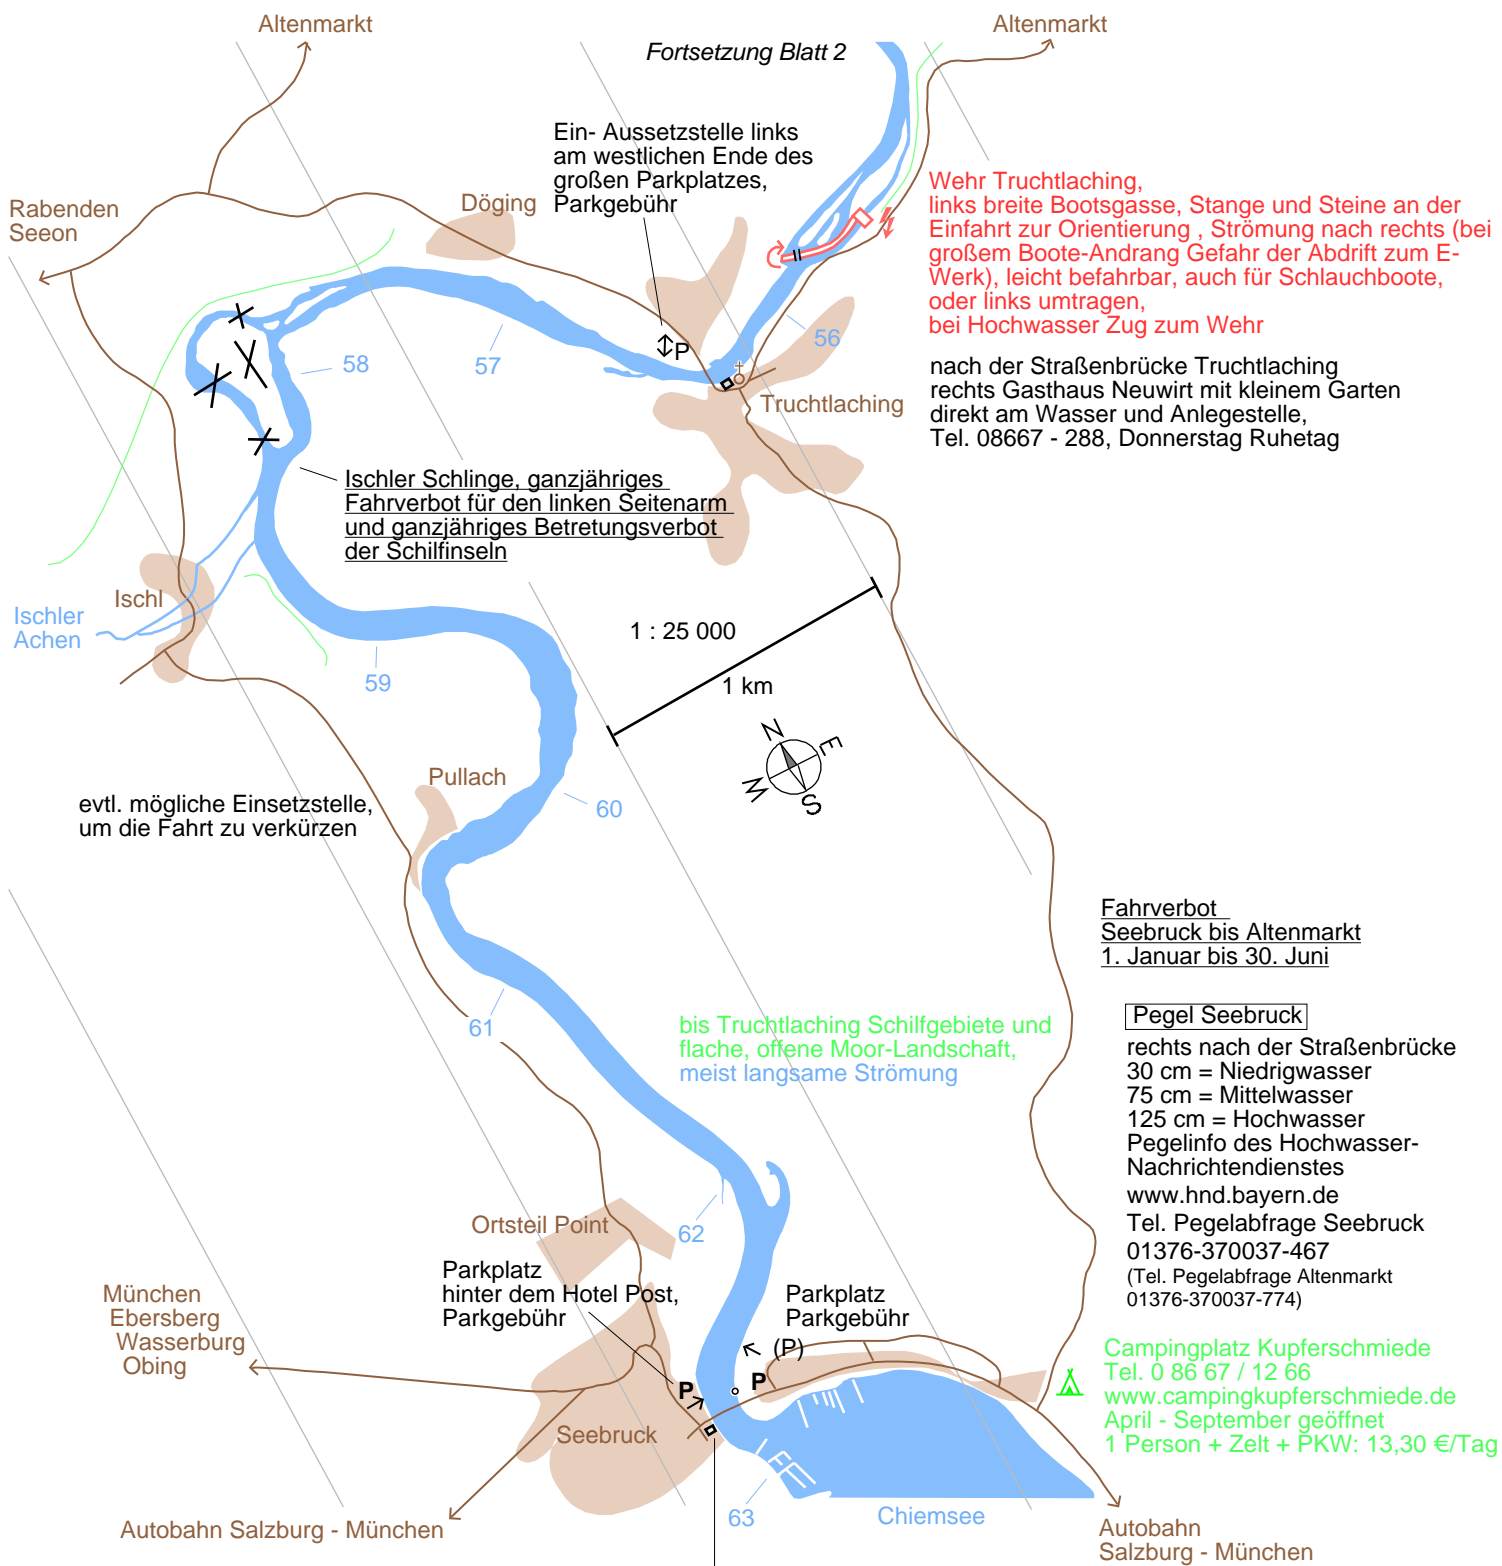 Altenmarkt
Altenmarkt
Fortsetzung Blatt 2
Ein- Aussetzstelle links
am westlichen Ende des
großen Parkplatzes,
Parkgebühr
Wehr Truchtlaching,
links breite Bootsgasse, Stange und Steine an der
Einfahrt zur Orientierung , Strömung nach rechts (bei
großem Boote-Andrang Gefahr der Abdrift zum E-
Werk), leicht befahrbar, auch für Schlauchboote,
oder links umtragen,
bei Hochwasser Zug zum Wehr
Rabenden
Seeon
Döging
56
P
57
58
nach der Straßenbrücke Truchtlaching
rechts Gasthaus Neuwirt mit kleinem Garten
direkt am Wasser und Anlegestelle,
Tel. 08667 - 288, Donnerstag Ruhetag
Truchtlaching
Ischler Schlinge, ganzjähriges
Fahrverbot für den linken Seitenarm
und ganzjähriges Betretungsverbot
der Schilfinseln
Ischl
Ischler
Achen
1 : 25 000
1 km
59
N
E
W
S
Pullach
60
evtl. mögliche Einsetzstelle,
um die Fahrt zu verkürzen
Fahrverbot
Seebruck bis Altenmarkt
1. Januar bis 30. Juni
61
bis Truchtlaching Schilfgebiete und
flache, offene Moor-Landschaft,
meist langsame Strömung
Pegel Seebruck
rechts nach der Straßenbrücke
30 cm = Niedrigwasser
75 cm = Mittelwasser
125 cm = Hochwasser
Pegelinfo des Hochwasser-
Nachrichtendienstes
www.hnd.bayern.de
Tel. Pegelabfrage Seebruck
01376-370037-467
(Tel. Pegelabfrage Altenmarkt
01376-370037-774)
Ortsteil Point
62
Parkplatz
hinter dem Hotel Post,
Parkgebühr
Parkplatz
Parkgebühr
(P)
München
Ebersberg
Wasserburg
Obing
P
P
Campingplatz Kupferschmiede
Tel. 0 86 67 / 12 66
www.campingkupferschmiede.de
April - September geöffnet
1 Person + Zelt + PKW: 13,30 €/Tag
Seebruck
63
Chiemsee
Autobahn Salzburg - München
Autobahn
Salzburg - München